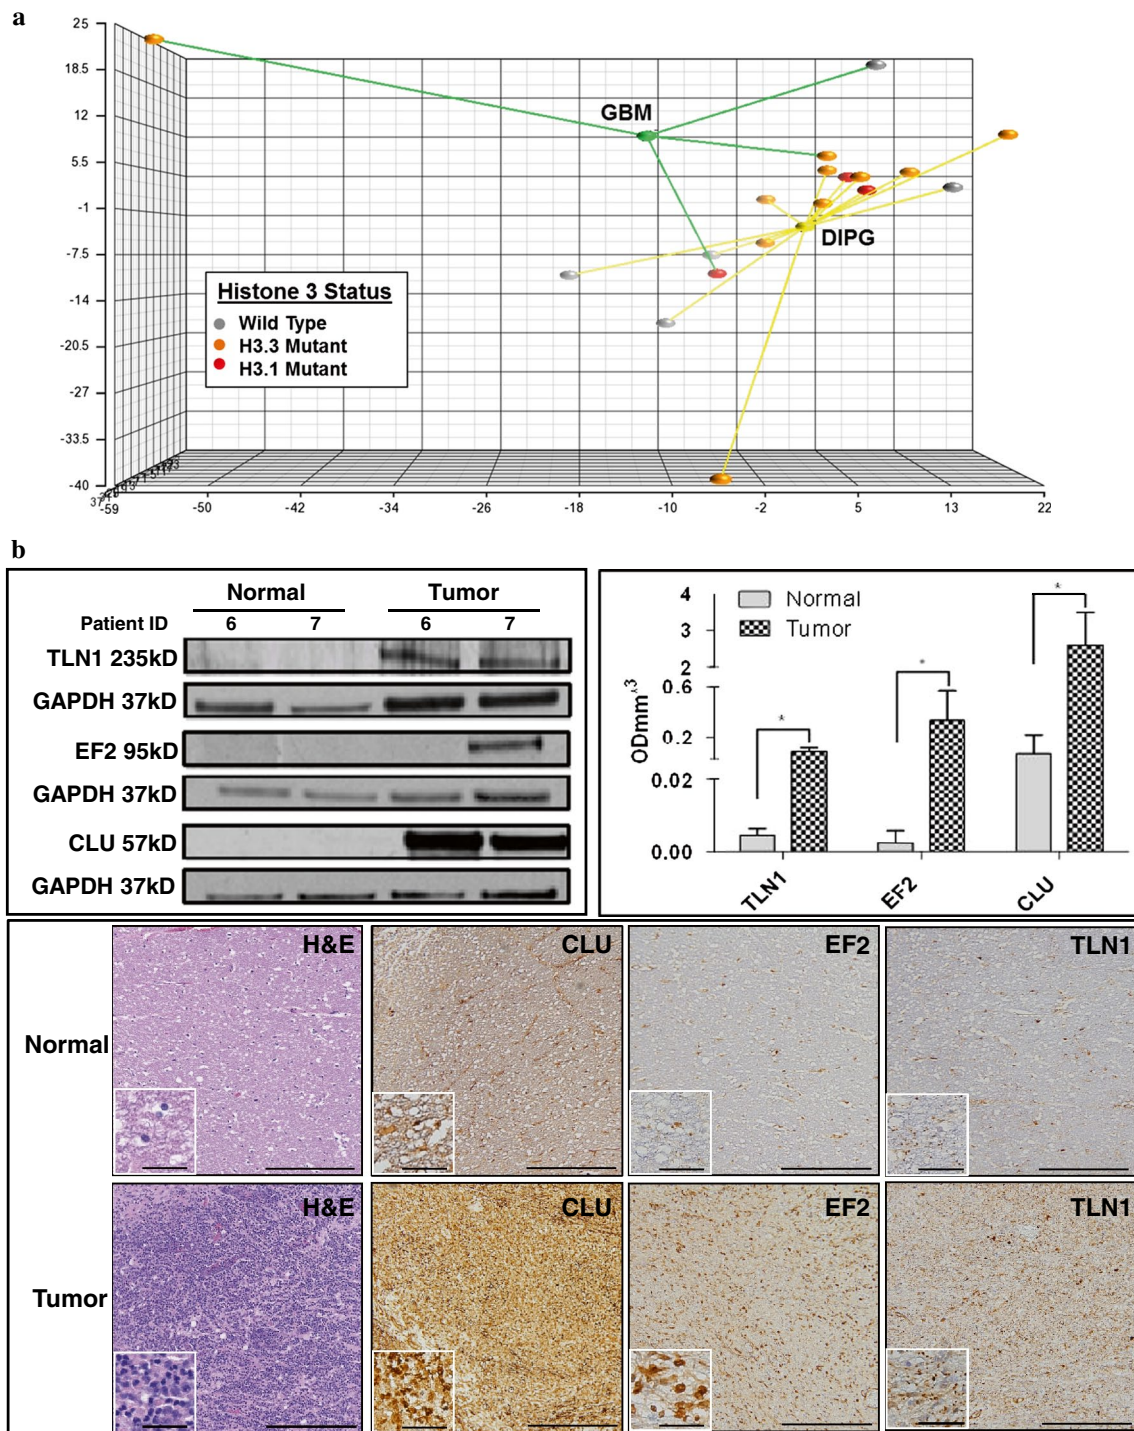 a
25
18.5
12
5.5
-1
-7.5
-14
-20.5
-27
-33.5
-40
GBM
DIPG
Histone 3 Status
Wild Type
H3.3 Mutant
H3.1 Mutant
-59 -50 -42 -34 -26 -18 -10 -2 5 13 22
b
Normal Tumor
Patient ID 6 7 6 7
TLN1 235kD
GAPDH 37kD
EF2 95kD
GAPDH 37kD
CLU 57kD
GAPDH 37kD
Normal
Tumor
ODmm^3
4
3
2
0.6
0.2
0.02
0.00
* * *
TLN1 EF2 CLU
Normal
H&E CLU EF2 TLN1
Tumor
H&E CLU EF2 TLN1